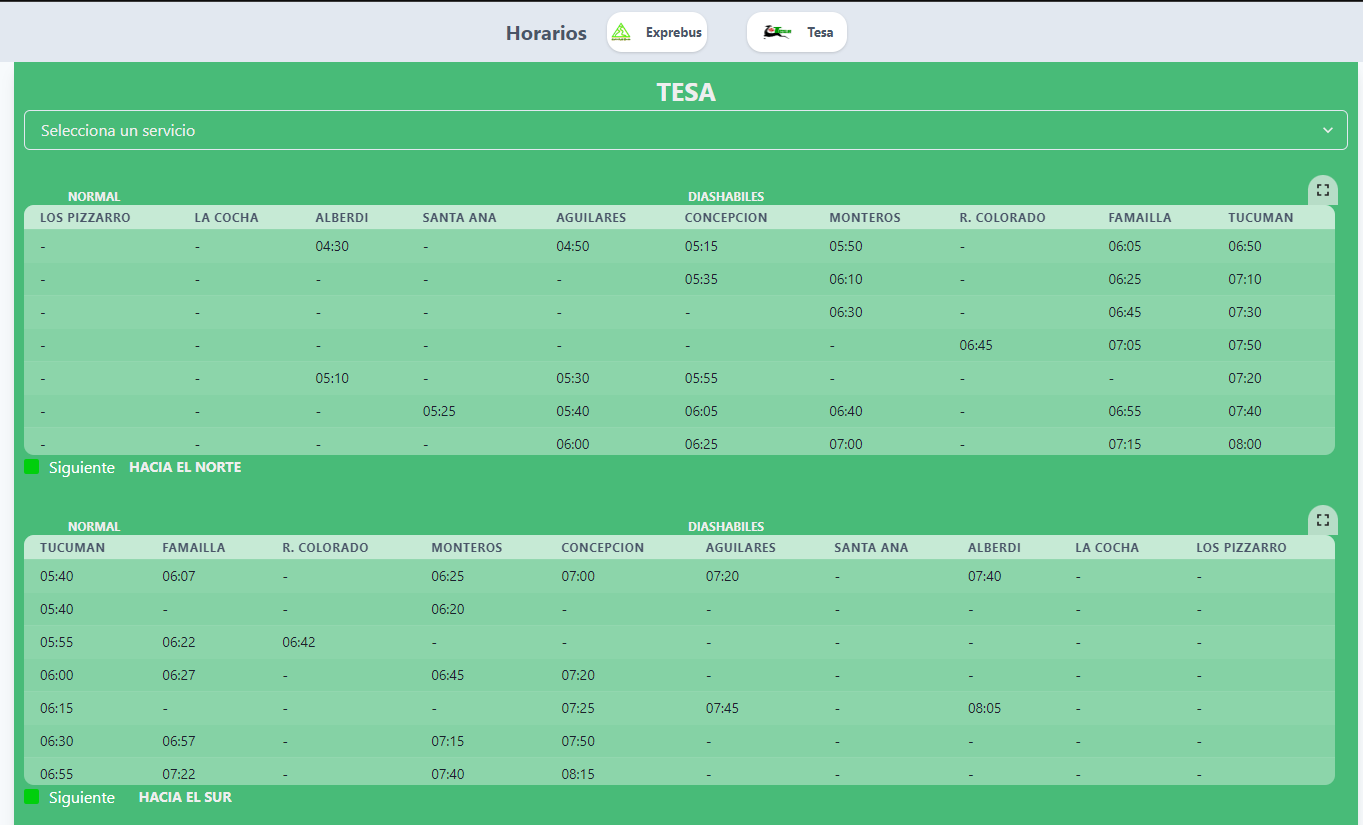 Horarios Exprebus Tesa
TESA
Selecciona un servicio
NORMAL DIASHABILES
LOS PIZZARRO LA COCHA ALBERDI SANTA ANA AGUILARES CONCEPCION MONTEROS R. COLORADO FAMAILLA TUCUMAN
- - 04:30 - 04:50 05:15 05:50 - 06:05 06:50
- - - - - 05:35 06:10 - 06:25 07:10
- - - - - - 06:30 - 06:45 07:30
- - - - - - - 06:45 07:05 07:50
- - 05:10 - 05:30 05:55 - - - 07:20
- - - 05:25 05:40 06:05 06:40 - 06:55 07:40
- - - - 06:00 06:25 07:00 - 07:15 08:00
Siguiente HACIA EL NORTE
NORMAL DIASHABILES
TUCUMAN FAMAILLA R. COLORADO MONTEROS CONCEPCION AGUILARES SANTA ANA ALBERDI LA COCHA LOS PIZZARRO
05:40 06:07 - 06:25 07:00 07:20 - 07:40 - -
05:40 - - 06:20 - - - - - -
05:55 06:22 06:42 - - - - - - -
06:00 06:27 - 06:45 07:20 - - - - -
06:15 - - - 07:25 07:45 - 08:05 - -
06:30 06:57 - 07:15 07:50 - - - - -
06:55 07:22 - 07:40 08:15 - - - - -
Siguiente HACIA EL SUR